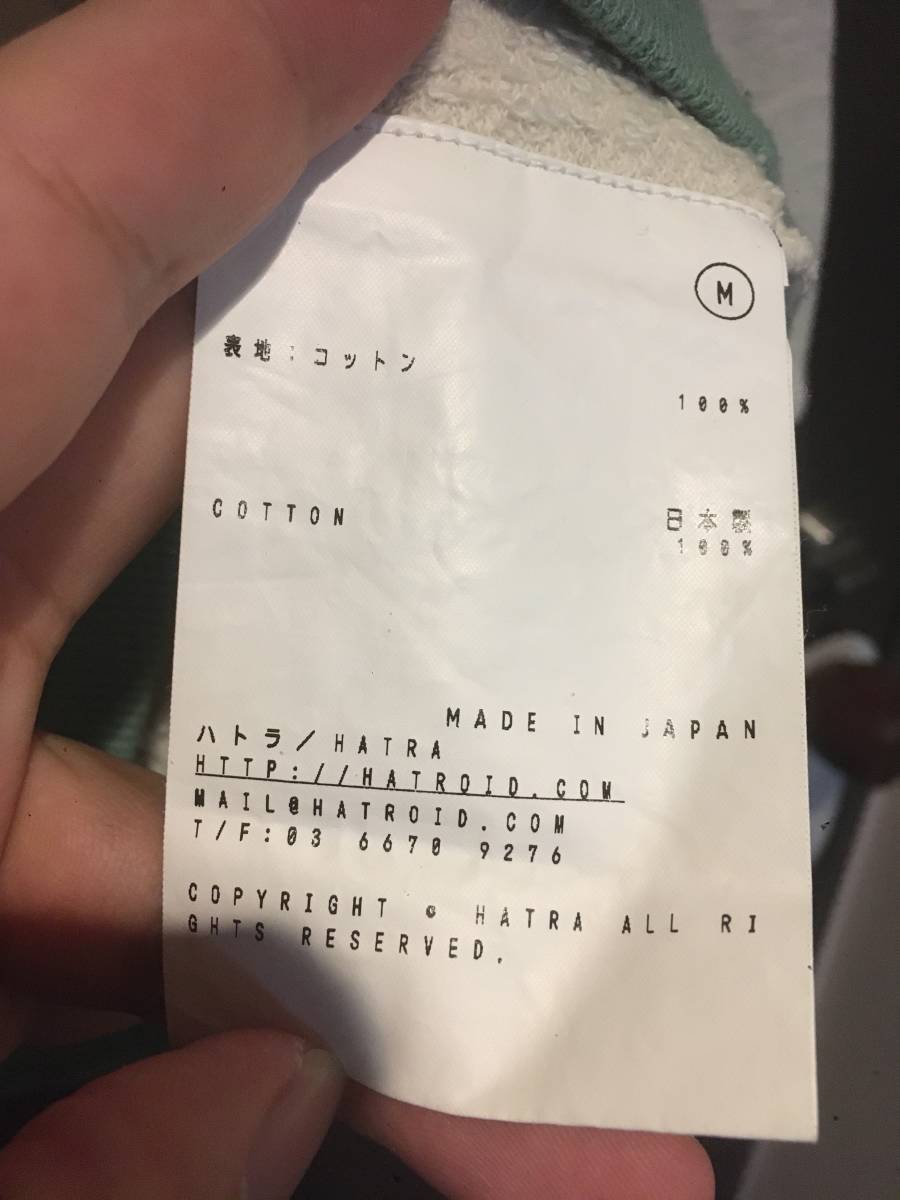 M
表地:コットン
100%
COTTON
日本製
100%
MADE IN JAPAN
ハトラ/HATRA
HTTP://HATROID.COM
MAIL@HATROID.COM
T/F:03 6670 9276
COPYRIGHT © HATRA ALL RI
GHTS RESERVED.